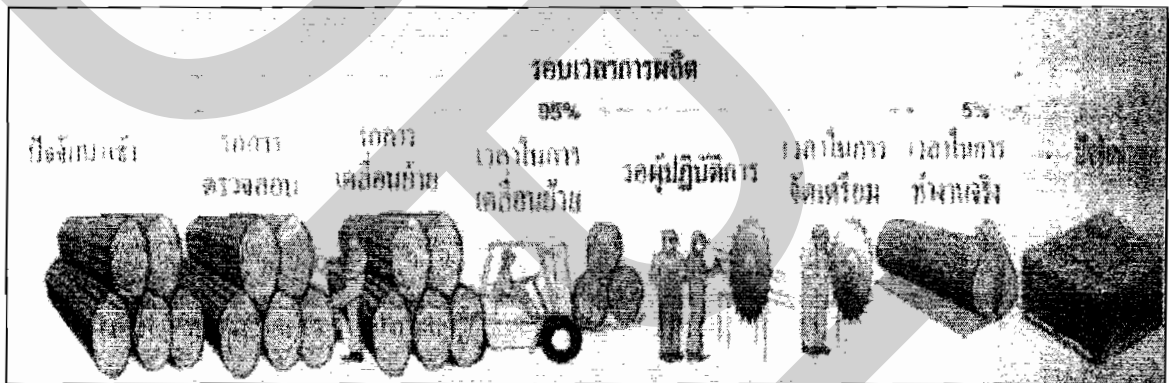 รอบเวลาการผลิต
95%
5%
ปัจจัยนำเข้า
รอการ
ตรวจสอบ
รอการ
เคลื่อนย้าย
เวลาในการ
เคลื่อนย้าย
รอผู้ปฏิบัติการ
เวลาในการ
จัดเตรียม
เวลาในการ
ทำงานจริง